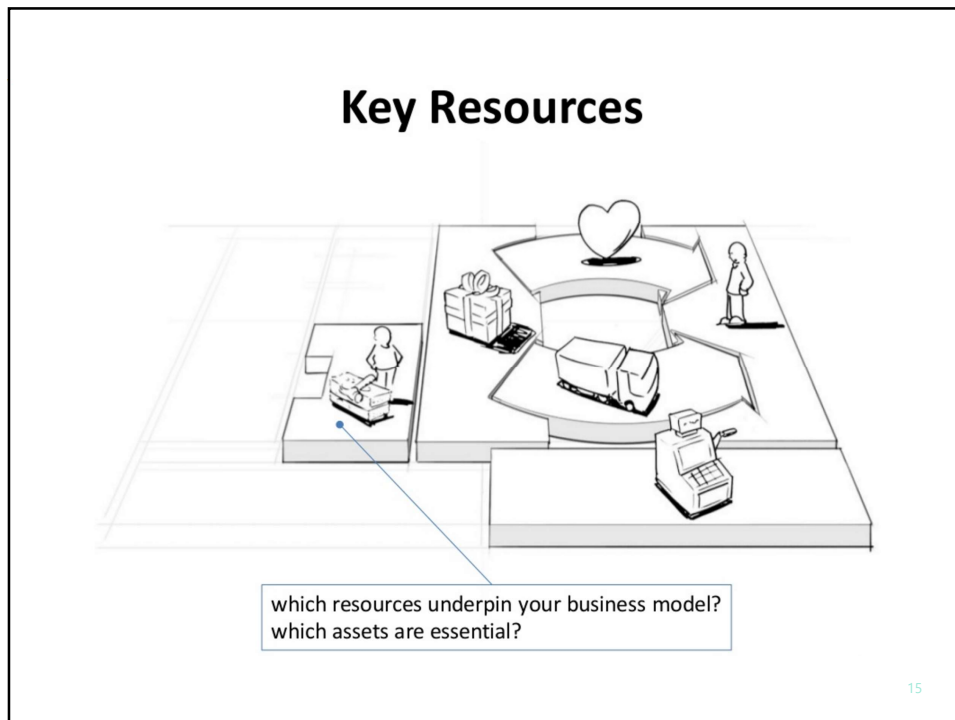 Key Resources
which resources underpin your business model?
which assets are essential?
15